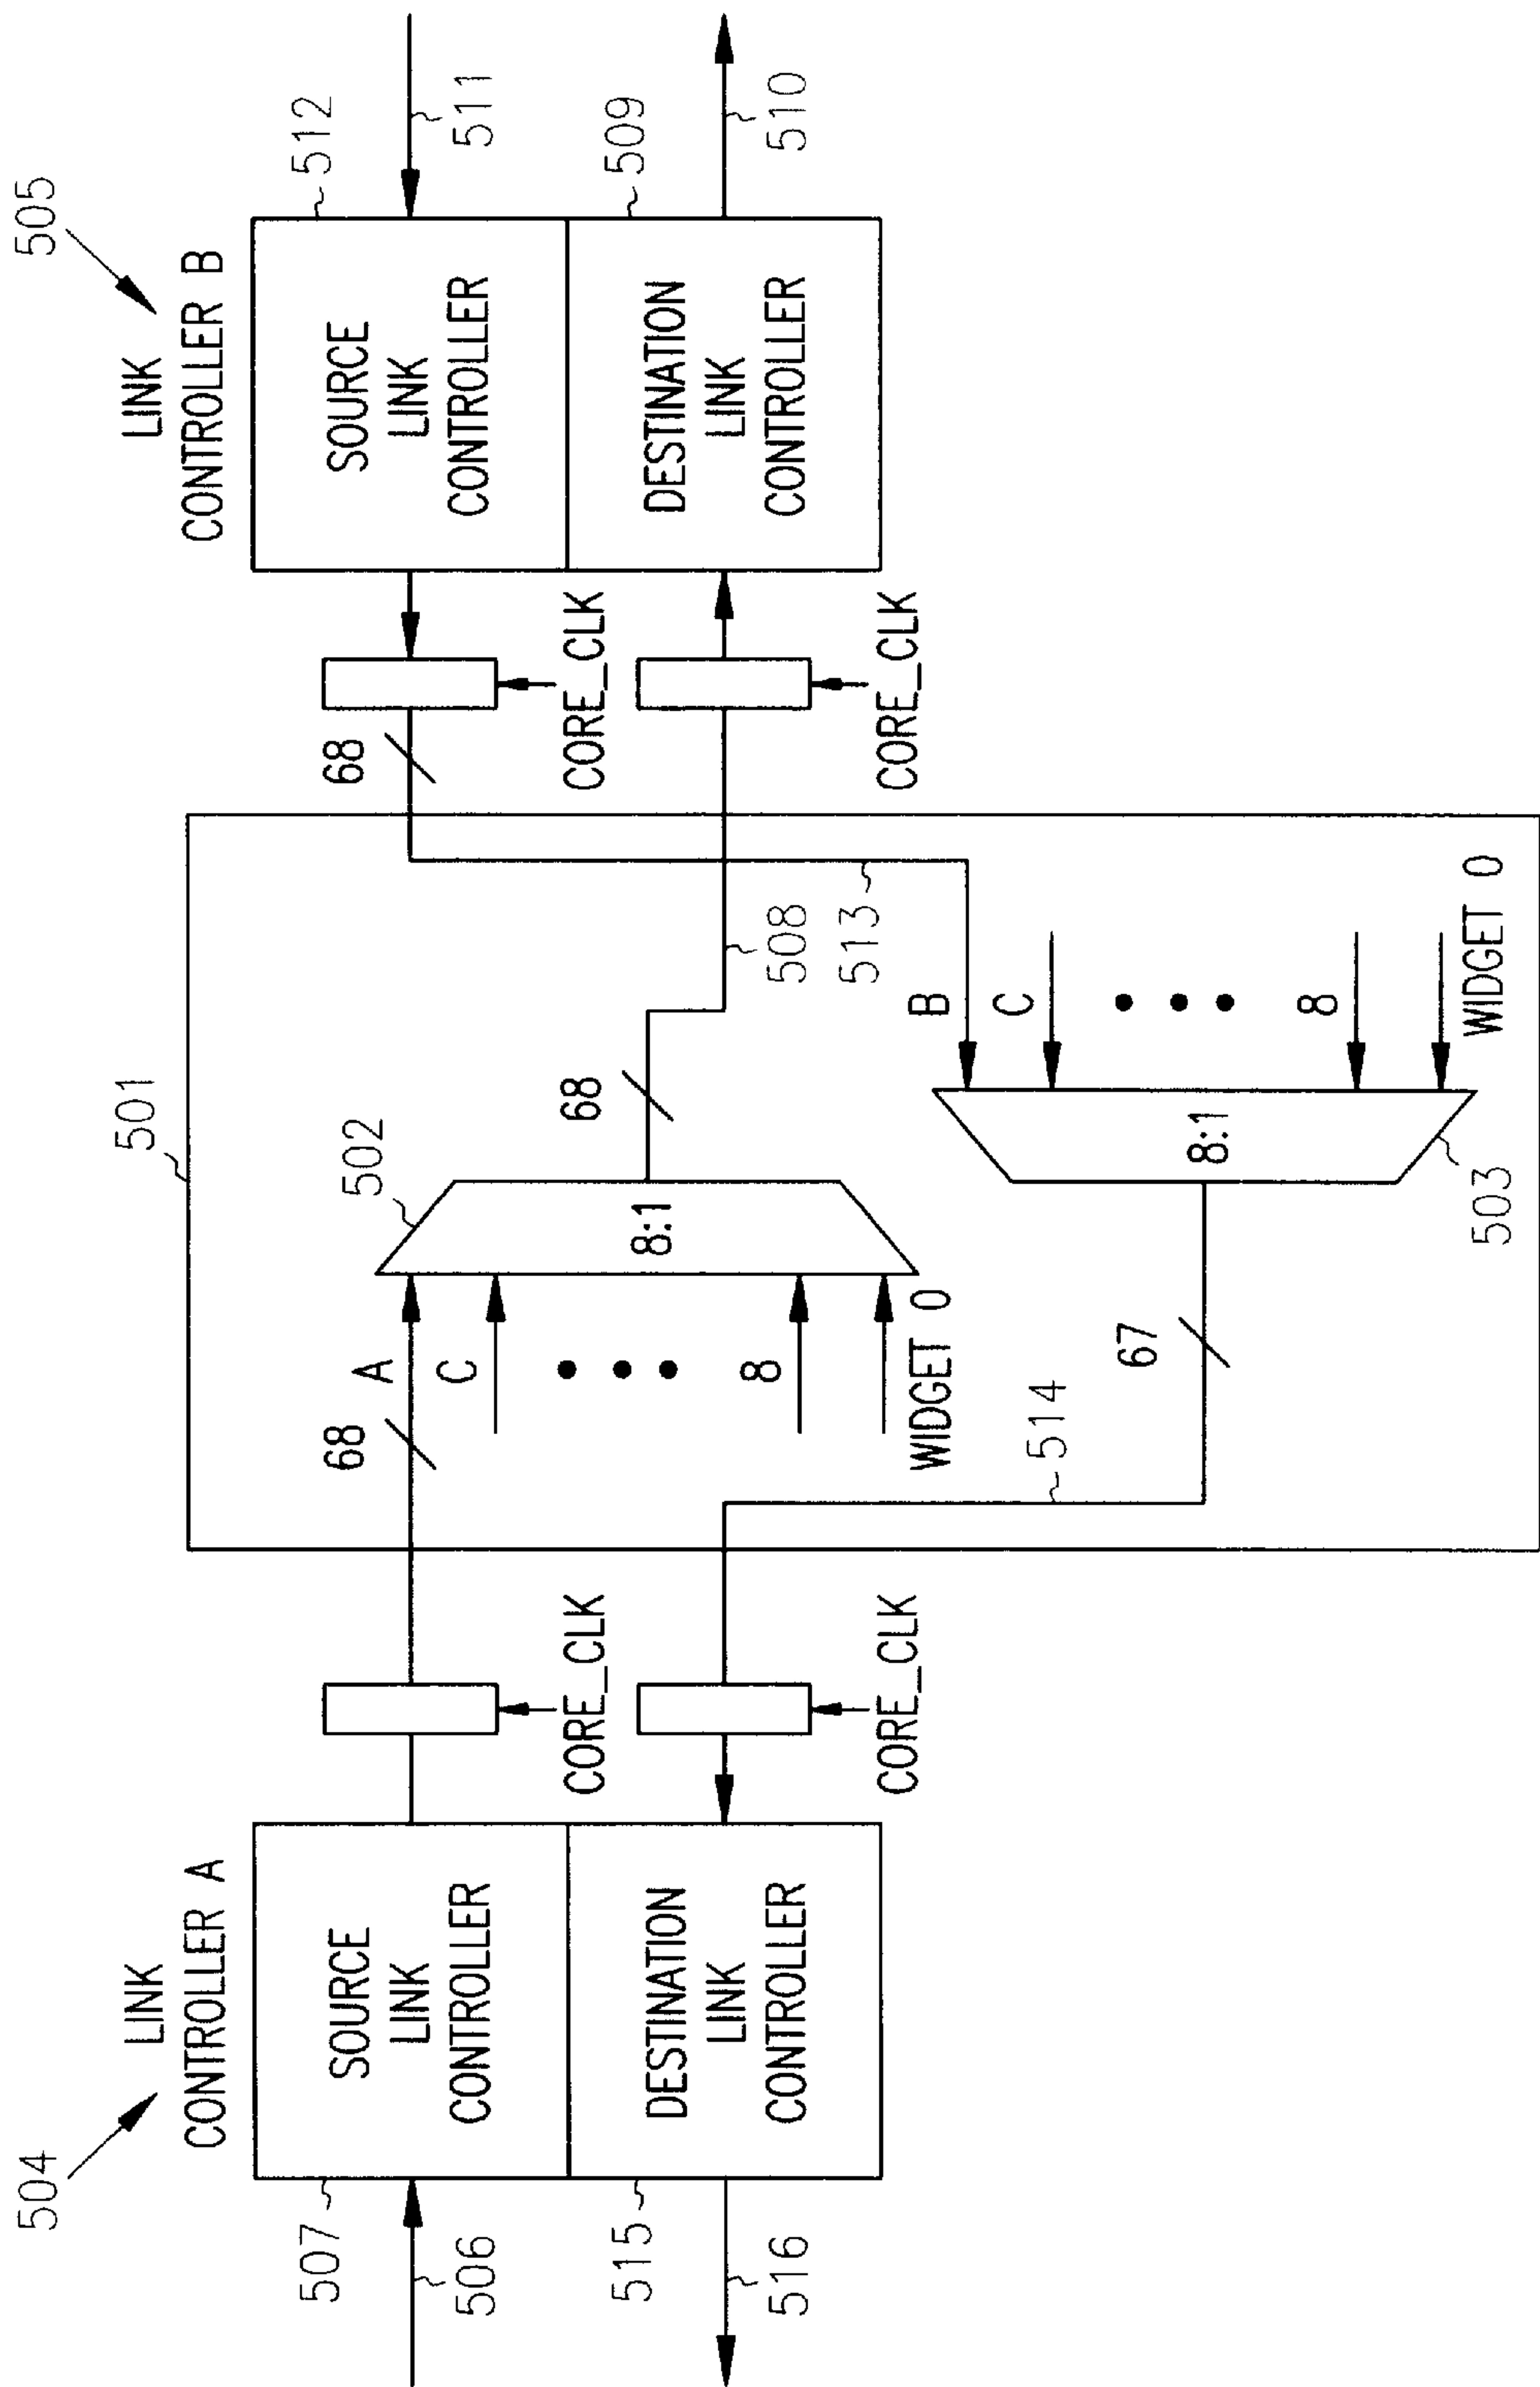 504
LINK
CONTROLLER A
507
506
515
516
SOURCE
LINK
CONTROLLER
DESTINATION
LINK
CONTROLLER
CORE_CLK
CORE_CLK
501
68
A
C
8
WIDGET 0
502
8:1
68
508
513
514
67
B
C
8
WIDGET 0
8:1
503
68
CORE_CLK
CORE_CLK
505
LINK
CONTROLLER B
SOURCE
LINK
CONTROLLER
DESTINATION
LINK
CONTROLLER
512
511
509
510